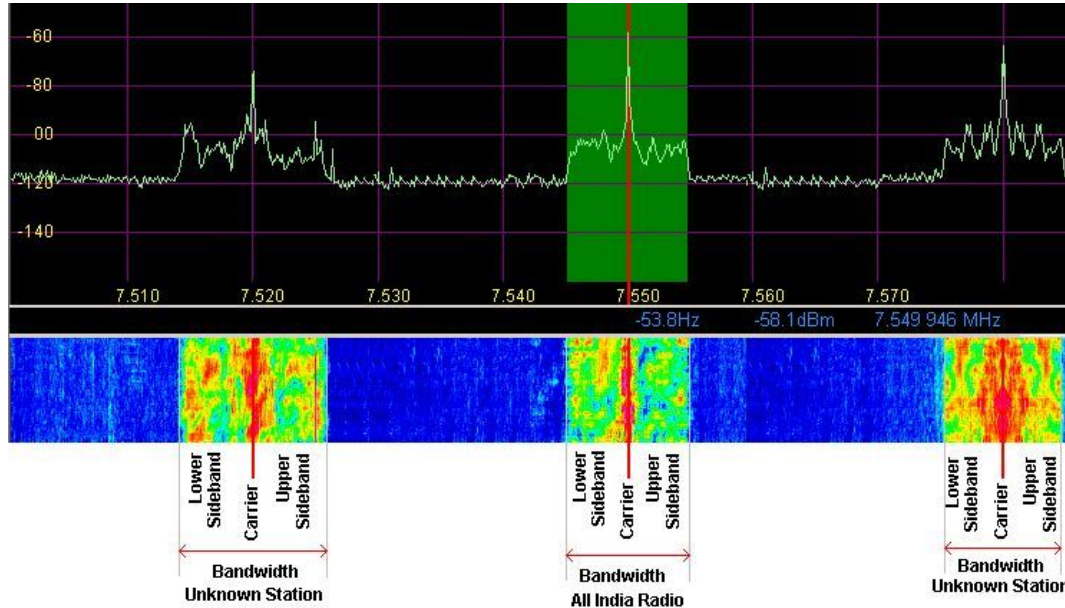 -60
-80
00
-120
-140
7.510 7.520 7.530 7.540 7.550 7.560 7.570
-53.8Hz -58.1dBm 7.549 946 MHz
Lower
Sideband
Carrier
Upper
Sideband
Bandwidth
Unknown Station
Lower
Sideband
Carrier
Upper
Sideband
Bandwidth
All India Radio
Lower
Sideband
Carrier
Upper
Sideband
Bandwidth
Unknown Station